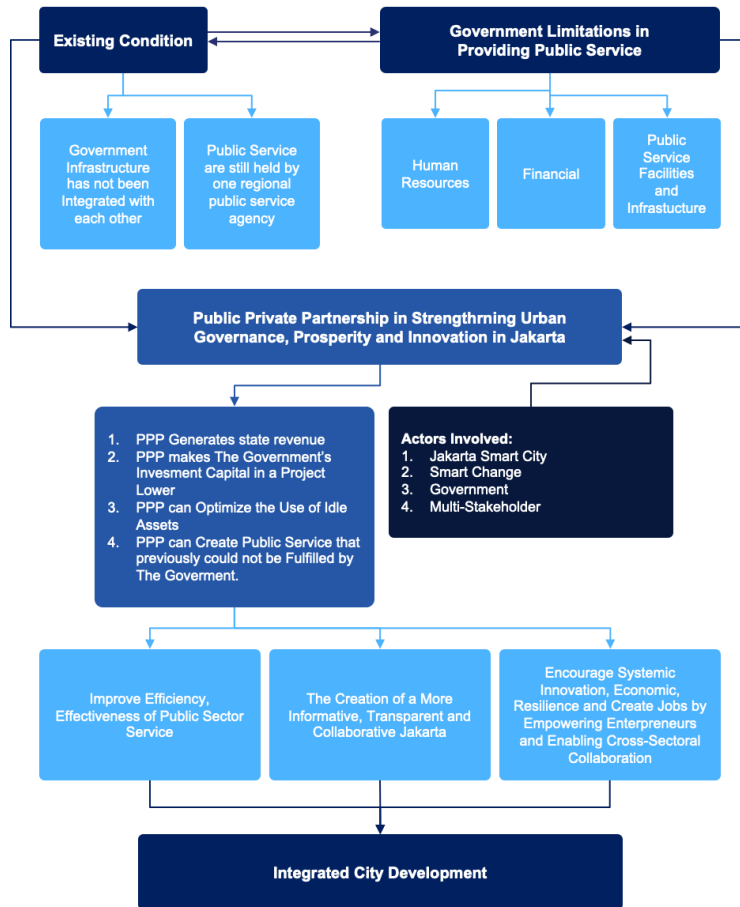 Existing Condition
Government Limitations in
Providing Public Service
Government
Infrastructure
has not been
Integrated with
each other
Public Service
are still held by
one regional
public service
agency
Human
Resources
Financial
Public
Service
Facilities
and
Infrastucture
Public Private Partnership in Strengthrning Urban
Governance, Prosperity and Innovation in Jakarta
1. PPP Generates state revenue
2. PPP makes The Government's
Invesment Capital in a Project
Lower
3. PPP can Optimize the Use of Idle
Assets
4. PPP can Create Public Service that
previously could not be Fulfilled by
The Goverment.
Actors Involved:
1. Jakarta Smart City
2. Smart Change
3. Government
4. Multi-Stakeholder
Improve Efficiency,
Effectiveness of Public Sector
Service
The Creation of a More
Informative, Transparent and
Collaborative Jakarta
Encourage Systemic
Innovation, Economic,
Resilience and Create Jobs by
Empowering Enterpreneurs
and Enabling Cross-Sectoral
Collaboration
Integrated City Development